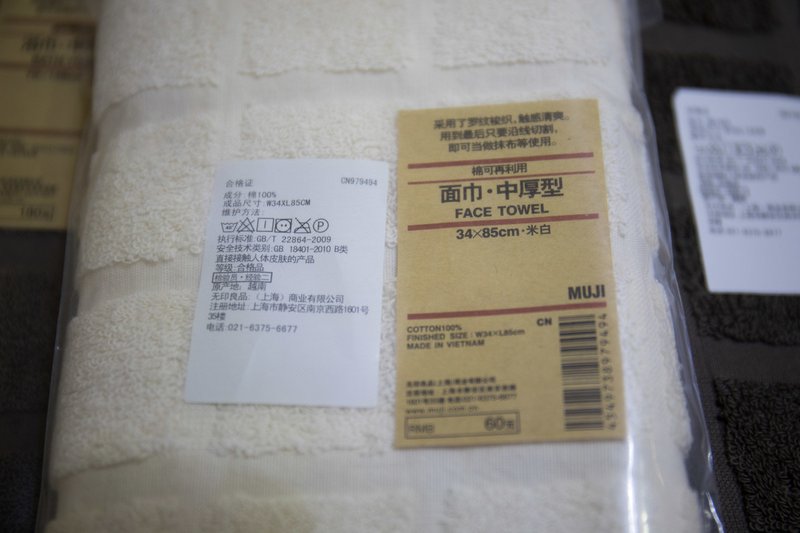 合格证
CN979494
成分:棉100%
成品尺寸:W34XL85CM
维护方法:
执行标准:GB/T 22864-2009
安全技术类别:GB 18401-2010 B类
直接接触人体皮肤的产品
等级:合格品
检验员·经验二
原产地:越南
无印良品:(上海)商业有限公司
注册地址:上海市静安区南京西路1601号
35楼
电话:021-6375-6677
采用了罗纹梭织,触感清爽。
用到最后只要沿线切割,
即可当做抹布等使用。
棉可再利用
面巾·中厚型
FACE TOWEL
34×85cm·米白
MUJI
COTTON100%
CN
FINISHED SIZE:W34×L85cm
MADE IN VIETNAM
4549738979494
60